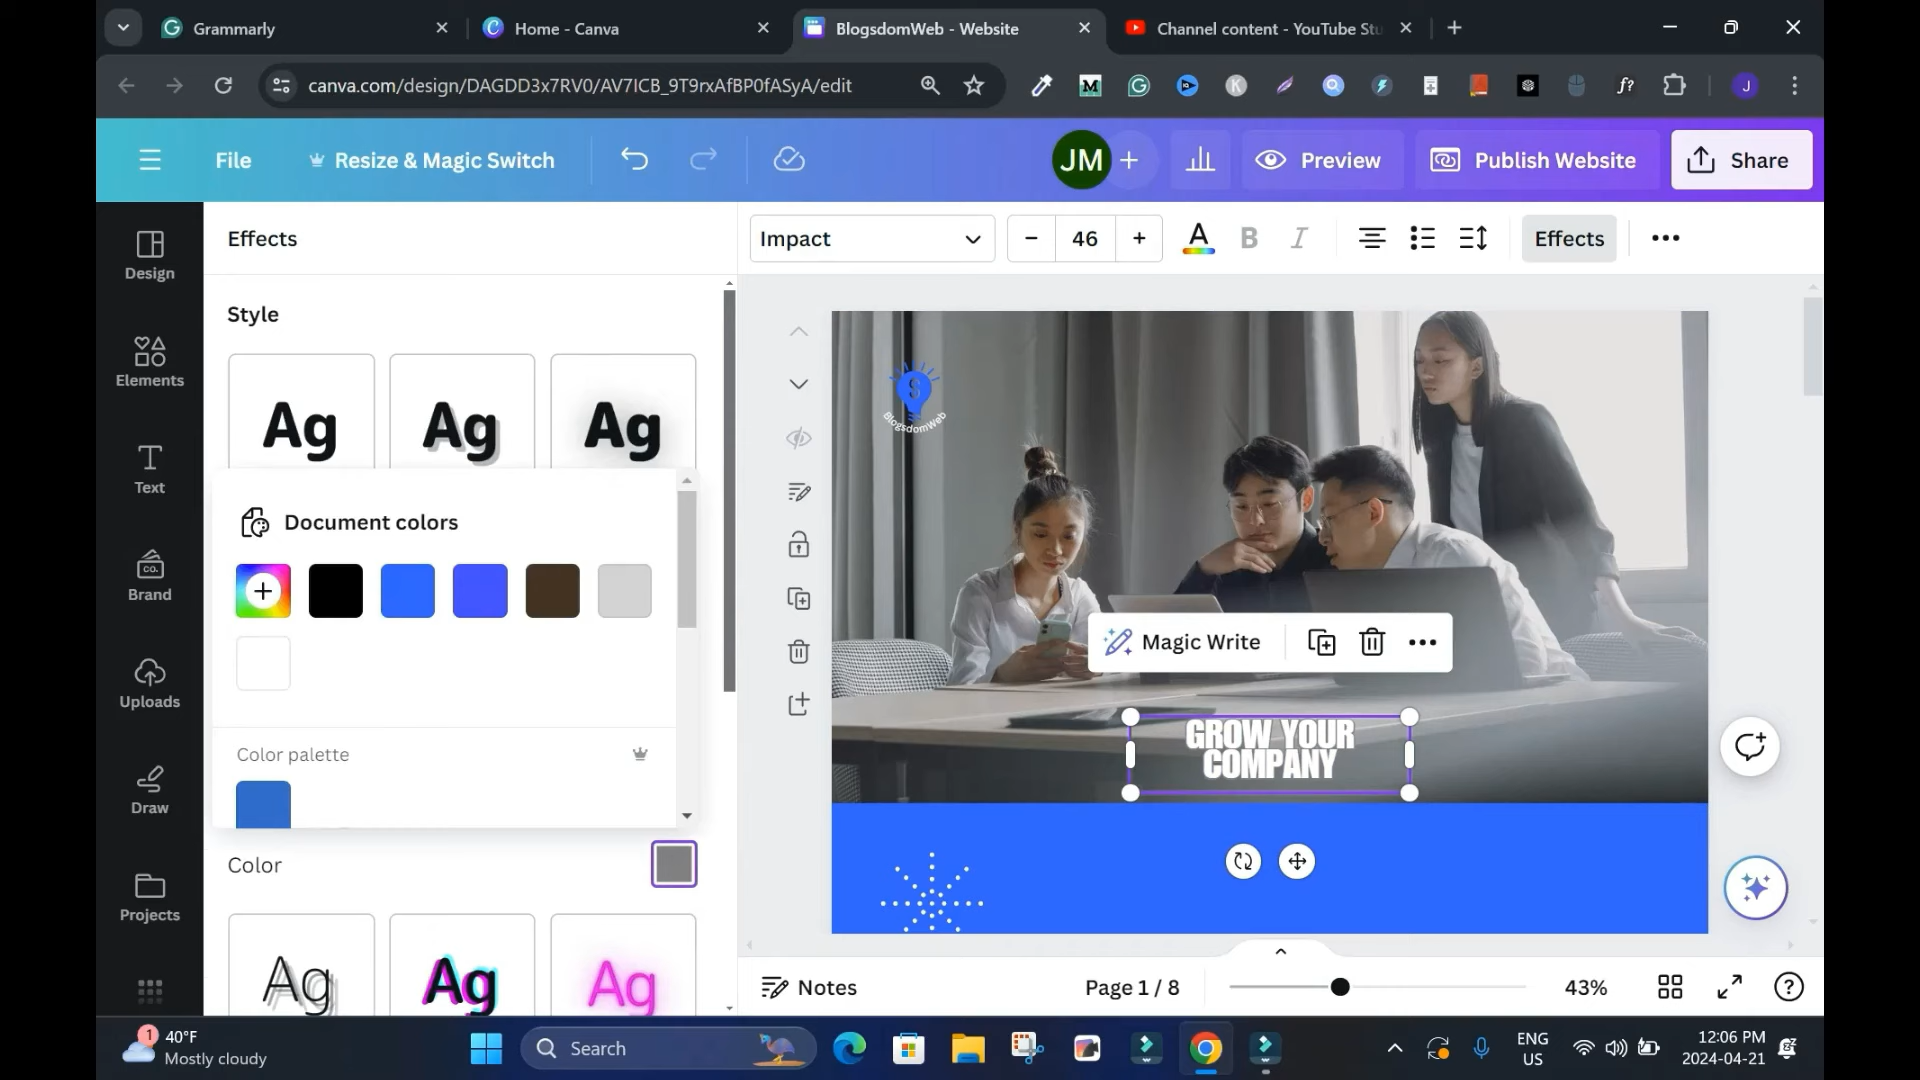 Grammarly
Home - Canva
BlogsdomWeb - Website
Channel content - YouTube Stu
canva.com/design/DAGDD3x7RV0/AV7ICB_9T9rxAfBP0fASyA/edit
File
Resize & Magic Switch
JM
Preview
Publish Website
Share
Design
Elements
Text
Brand
Uploads
Draw
Projects
Effects
Impact
46
A
B
I
Effects
Style
Ag
Ag
Ag
Document colors
Color palette
Color
Ag
Ag
Ag
BlogsdomWeb
Magic Write
GROW YOUR
COMPANY
Notes
Page 1 / 8
43%
1
40°F
Mostly cloudy
Search
ENG
US
12:06 PM
2024-04-21